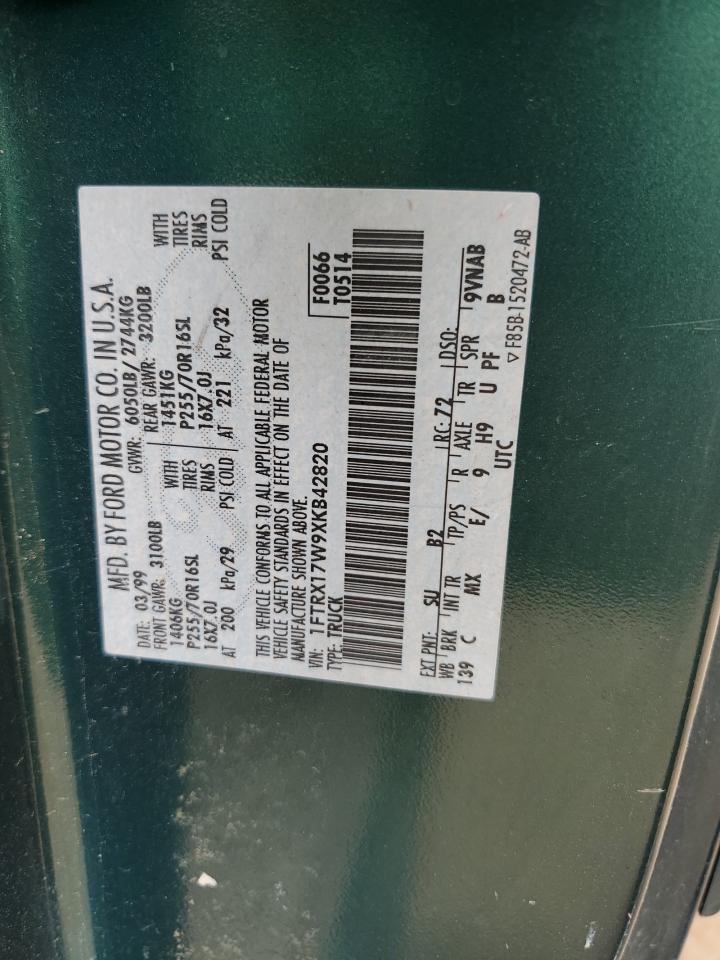 MFD. BY FORD MOTOR CO. IN U.S.A.
DATE: 03/99 GVWR: 6050LB/ 2744KG
FRONT GAWR: 3100LB REAR GAWR: 3200LB
1406KG WITH 1451KG WITH
P255/70R16SL TIRES P255/70R16SL TIRES
16X7.0J RIMS 16X7.0J RIMS
AT 200 kPa/29 PSI COLD AT 221 kPa/32 PSI COLD
THIS VEHICLE CONFORMS TO ALL APPLICABLE FEDERAL MOTOR
VEHICLE SAFETY STANDARDS IN EFFECT ON THE DATE OF
MANUFACTURE SHOWN ABOVE.
VIN: 1FTRX17W9XKB42820 F0066
TYPE: TRUCK T0514
EXT PNT: SU B2 RC: 72 DSO:
WB BRK INT TR TP/PS R AXLE TR SPR 9VNAB
139 C MX E/ 9 H9 U PF B
UTC
▽ F85B-1520472-AB